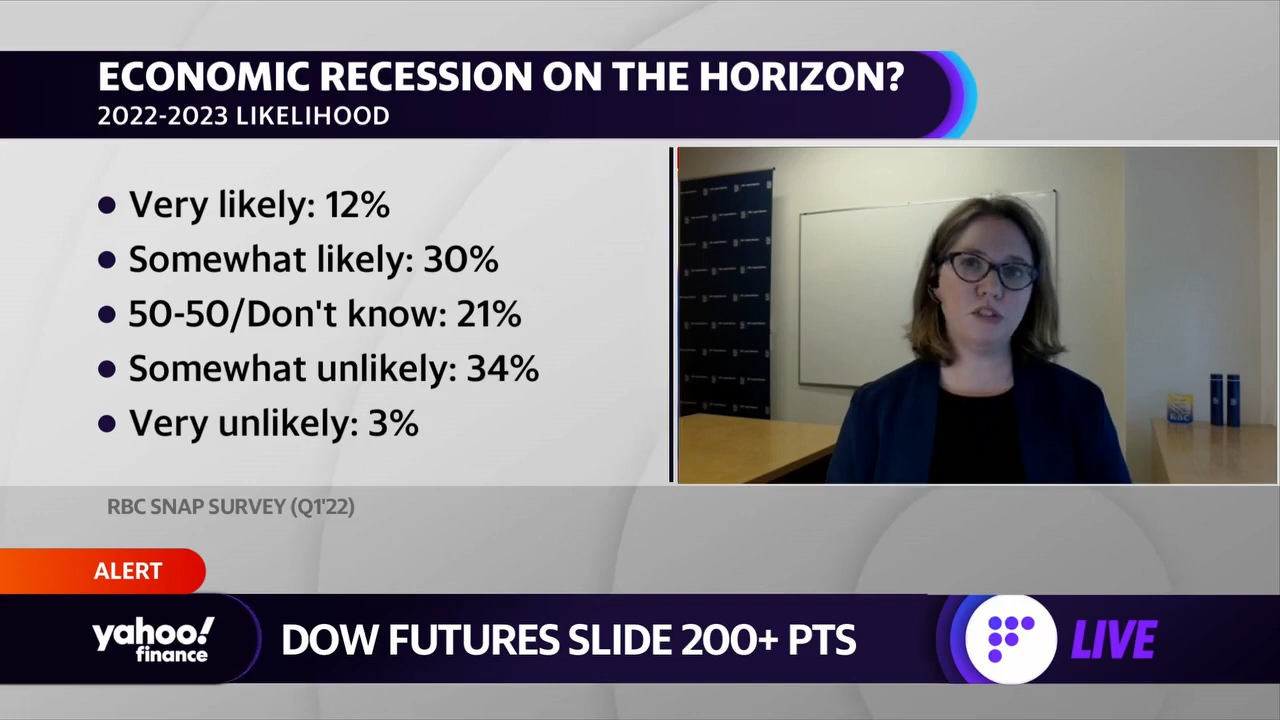 ECONOMIC RECESSION ON THE HORIZON?
2022-2023 LIKELIHOOD
Very likely: 12%
Somewhat likely: 30%
50-50/Don't know: 21%
Somewhat unlikely: 34%
Very unlikely: 3%
RBC SNAP SURVEY (Q1'22)
ALERT
yahoo!
finance
DOW FUTURES SLIDE 200+ PTS
LIVE